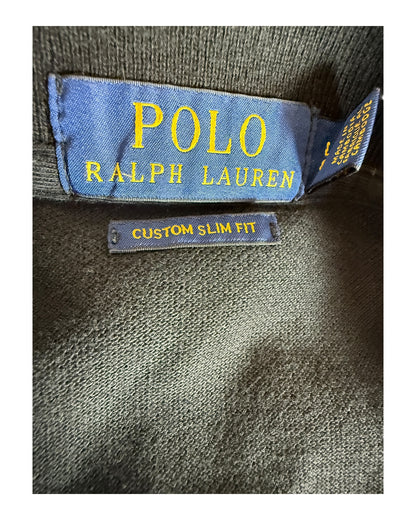 POLO
RALPH LAUREN
CUSTOM SLIM FIT